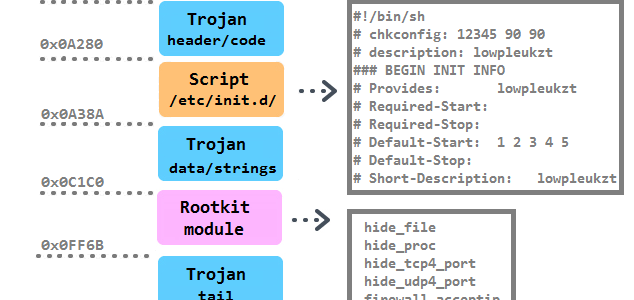 Trojan
header/code
0x0A280
Script
/etc/init.d/
0x0A38A
Trojan
data/strings
0x0C1C0
Rootkit
module
0x0FF6B
Trojan
tail
#!/bin/sh
# chkconfig: 12345 90 90
# description: lowpleukzt
### BEGIN INIT INFO
# Provides: lowpleukzt
# Required-Start:
# Required-Stop:
# Default-Start: 1 2 3 4 5
# Default-Stop:
# Short-Description: lowpleukzt
hide_file
hide_proc
hide_tcp4_port
hide_udp4_port